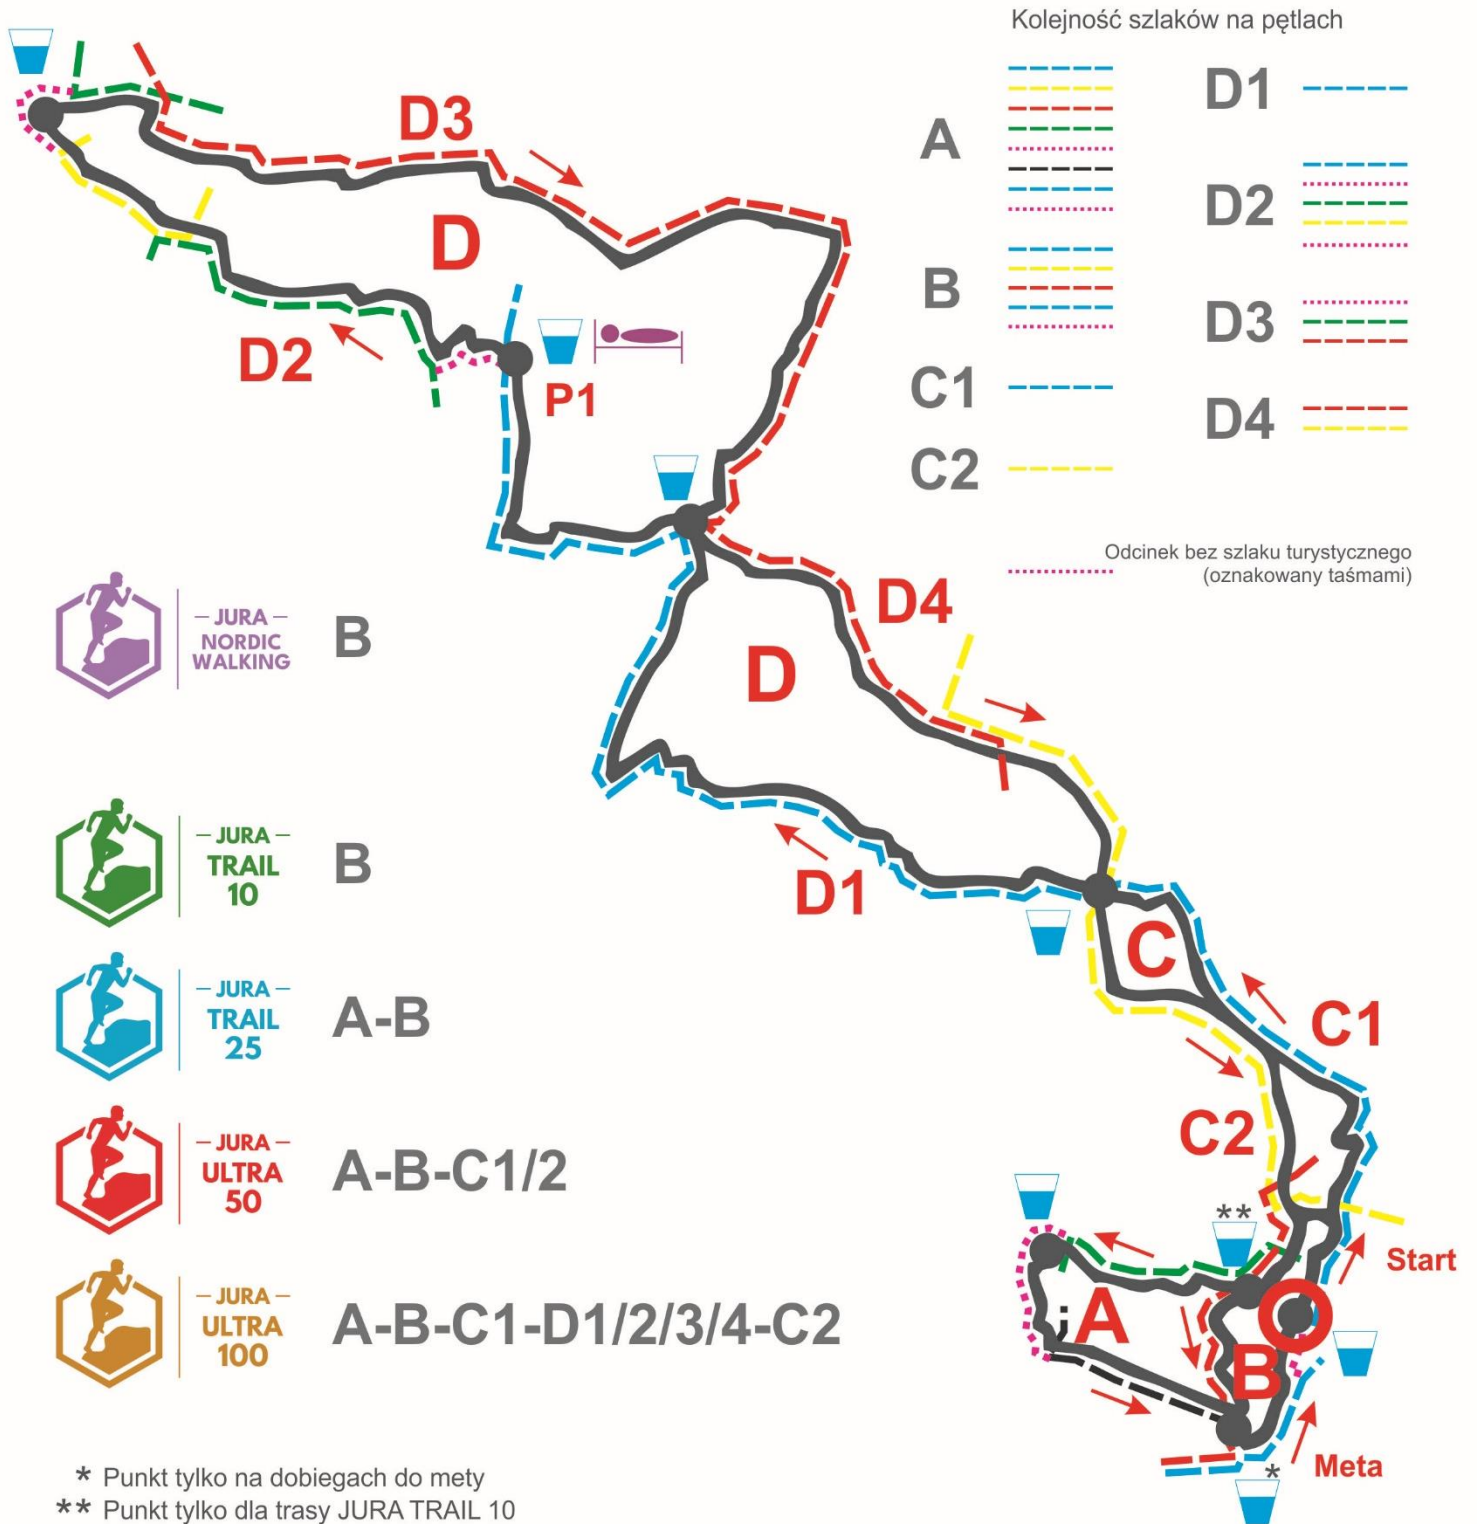 Kolejność szlaków na pętlach
A
B
C1
C2
D1
D2
D3
D4
Odcinek bez szlaku turystycznego
(oznakowany taśmami)
D3
D
D2
P1
D4
D
D1
C
C1
C2
**
Start
A
B
Meta
*
– JURA –
NORDIC
WALKING
B
– JURA –
TRAIL
10
B
– JURA –
TRAIL
25
A-B
– JURA –
ULTRA
50
A-B-C1/2
– JURA –
ULTRA
100
A-B-C1-D1/2/3/4-C2
* Punkt tylko na dobiegach do mety
** Punkt tylko dla trasy JURA TRAIL 10